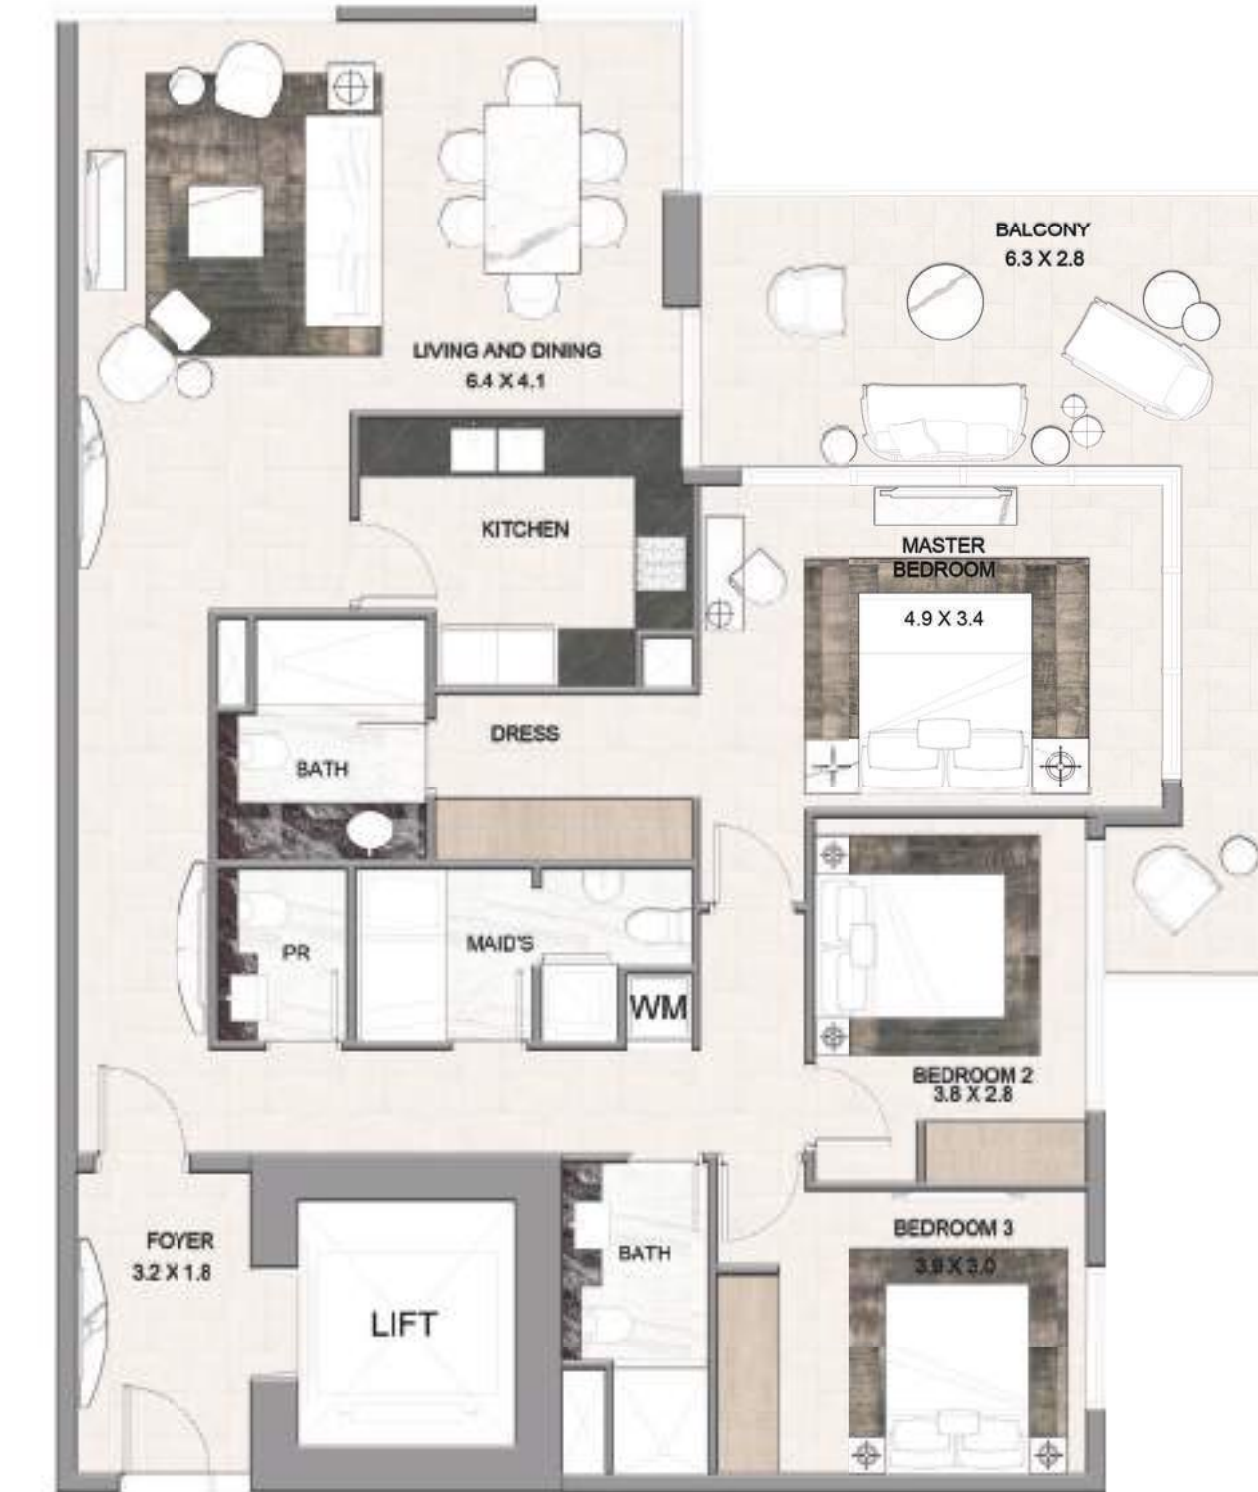 BALCONY
6.3 X 2.8
LIVING AND DINING
6.4 X 4.1
KITCHEN
MASTER
BEDROOM
4.9 X 3.4
DRESS
BATH
PR
MAID'S
WM
BEDROOM 2
3.8 X 2.8
FOYER
3.2 X 1.8
LIFT
BATH
BEDROOM 3
3.9 X 3.0